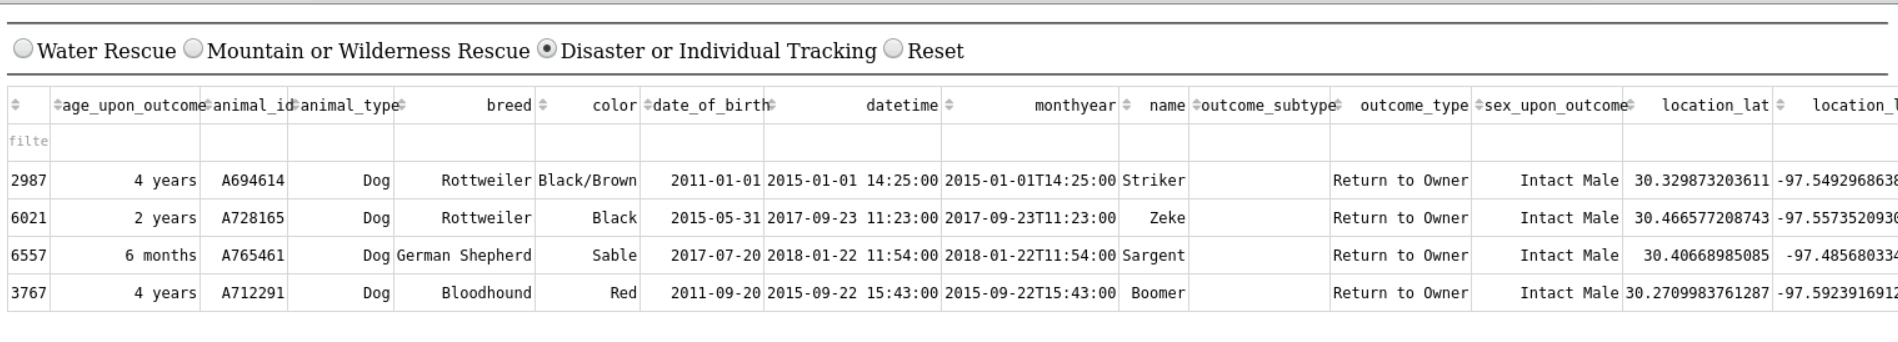 Water Rescue Mountain or Wilderness Rescue Disaster or Individual Tracking Reset
age_upon_outcome animal_id animal_type breed color date_of_birth datetime monthyear name outcome_subtype outcome_type sex_upon_outcome location_lat location_l
filte
2987 4 years A694614 Dog Rottweiler Black/Brown 2011-01-01 2015-01-01 14:25:00 2015-01-01T14:25:00 Striker Return to Owner Intact Male 30.329873203611 -97.5492968638
6021 2 years A728165 Dog Rottweiler Black 2015-05-31 2017-09-23 11:23:00 2017-09-23T11:23:00 Zeke Return to Owner Intact Male 30.466577208743 -97.5573520930
6557 6 months A765461 Dog German Shepherd Sable 2017-07-20 2018-01-22 11:54:00 2018-01-22T11:54:00 Sargent Return to Owner Intact Male 30.40668985085 -97.485680334
3767 4 years A712291 Dog Bloodhound Red 2011-09-20 2015-09-22 15:43:00 2015-09-22T15:43:00 Boomer Return to Owner Intact Male 30.2709983761287 -97.5923916912